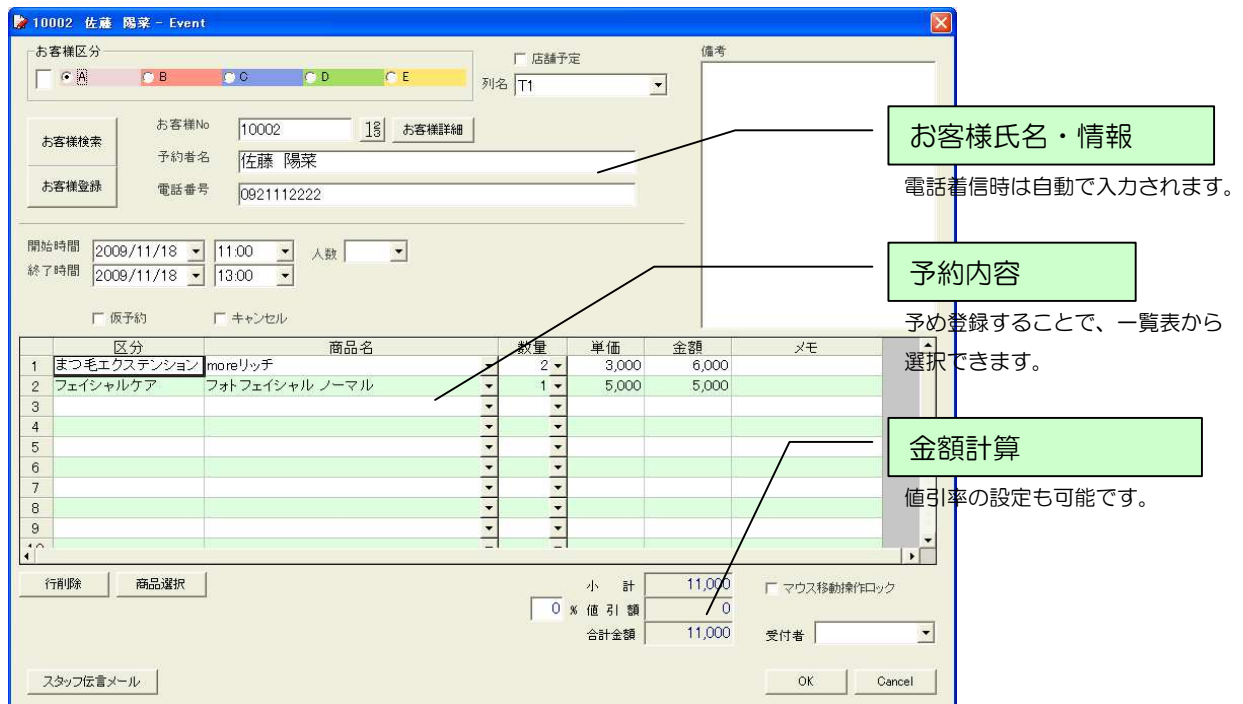 10002 佐藤 陽菜 - Event
お客様区分
A B C D E
店舗予定
列名 T1
備考
お客様検索
お客様登録
お客様No 10002 お客様詳細
予約者名 佐藤 陽菜
電話番号 0921112222
お客様氏名・情報
電話着信時は自動で入力されます。
開始時間 2009/11/18 11:00 人数
終了時間 2009/11/18 13:00
仮予約 キャンセル
予約内容
予め登録することで、一覧表から
選択できます。
区分 商品名 数量 単価 金額 メモ
1 まつ毛エクステンション moreリッチ 2 3,000 6,000
2 フェイシャルケア フォトフェイシャル ノーマル 1 5,000 5,000
3
4
5
6
7
8
9
10
金額計算
値引率の設定も可能です。
行削除 商品選択
小 計 11,000
0 % 値引額 0
合計金額 11,000
マウス移動操作ロック
受付者
スタッフ伝言メール
OK Cancel